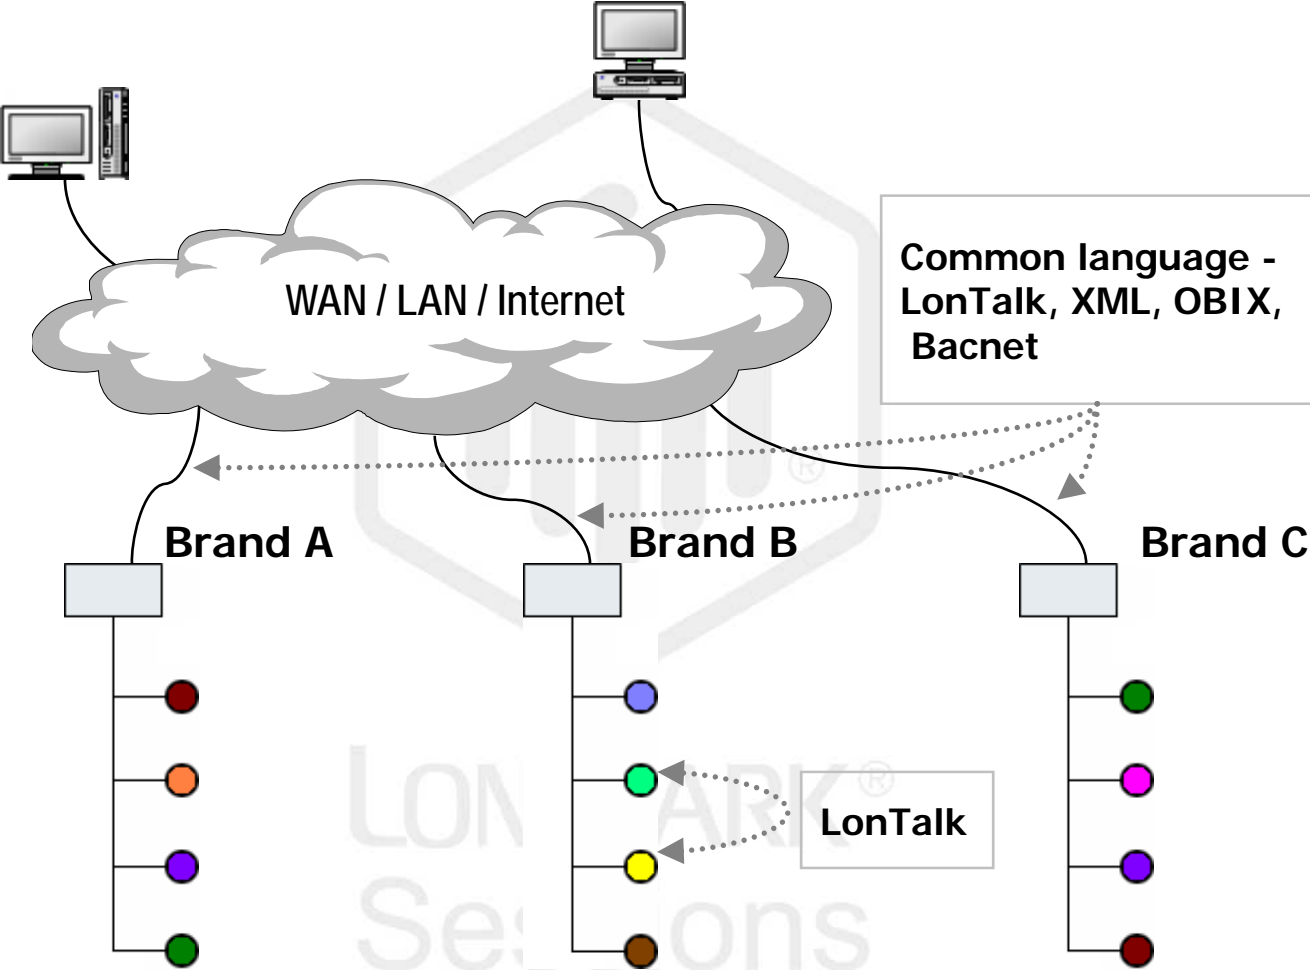 WAN / LAN / Internet
Common language -
LonTalk, XML, OBIX,
Bacnet
®
Brand A
Brand B
Brand C
LonTalk
®